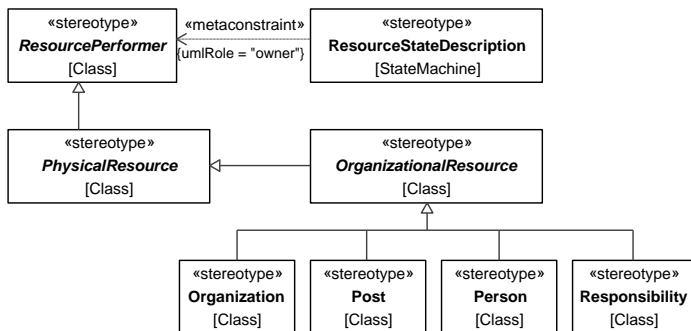 «stereotype»
ResourcePerformer
[Class]
«metaconstraint»
{umlRole = "owner"}
«stereotype»
ResourceStateDescription
[StateMachine]
«stereotype»
PhysicalResource
[Class]
«stereotype»
OrganizationalResource
[Class]
«stereotype»
Organization
[Class]
«stereotype»
Post
[Class]
«stereotype»
Person
[Class]
«stereotype»
Responsibility
[Class]